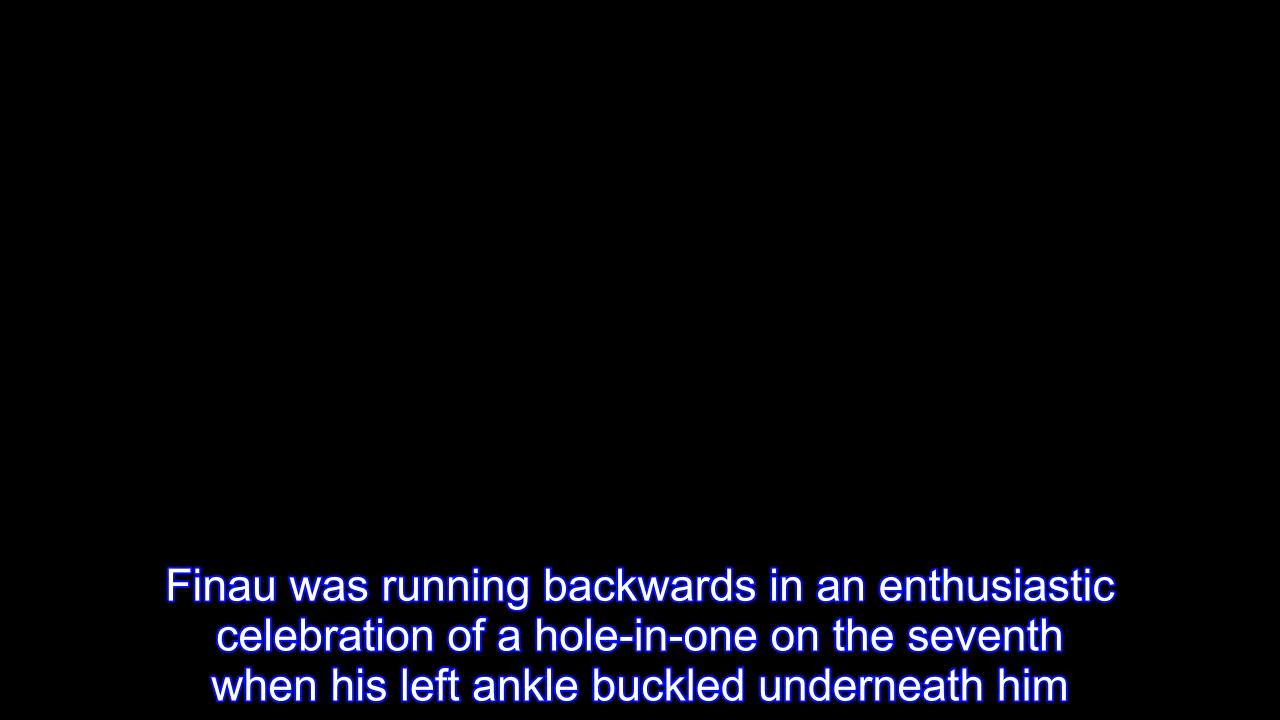 Finau was running backwards in an enthusiastic
celebration of a hole-in-one on the seventh
when his left ankle buckled underneath him